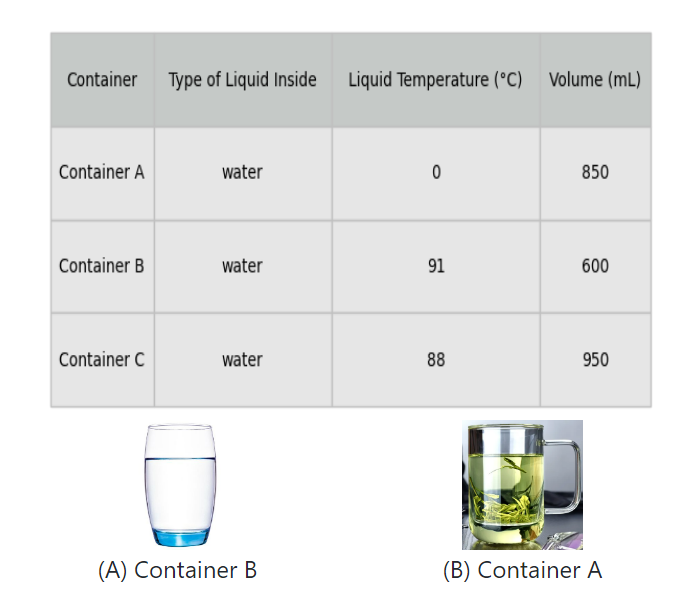 Container Type of Liquid Inside Liquid Temperature (°C) Volume (mL)
Container A water 0 850
Container B water 91 600
Container C water 88 950
(A) Container B (B) Container A